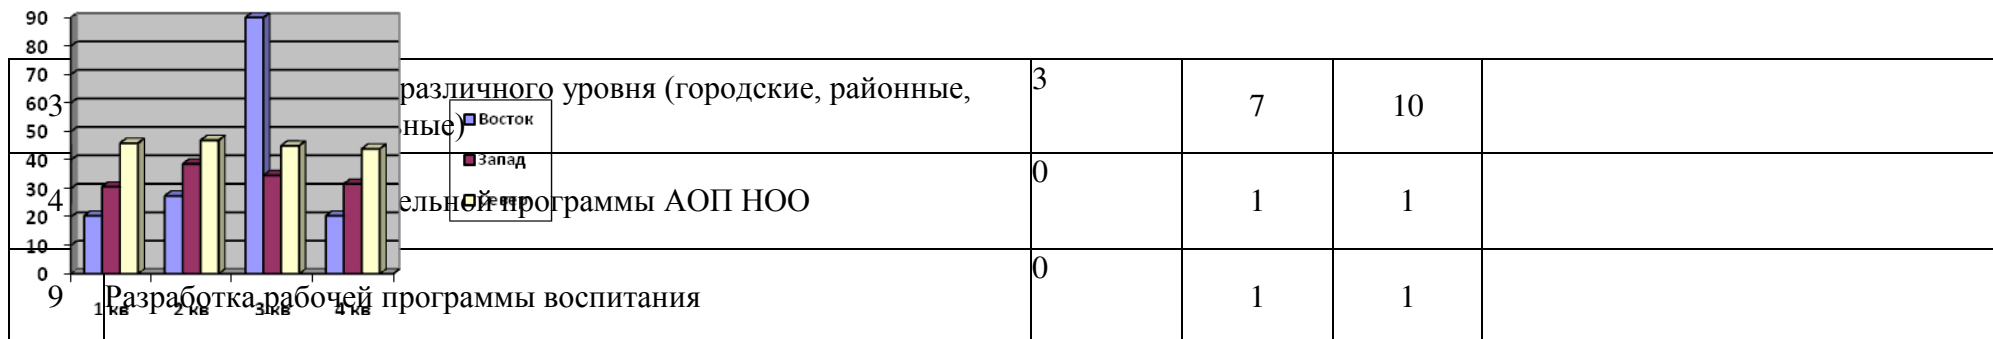 90
80
70
60
50
40
30
20
10
0
1 кв 2 кв 3 кв 4 кв
Восток
Запад
Север
3 различного уровня (городские, районные, 3 7 10
ные)
4 ельной программы АОП НОО 0 1 1
9 Разработка рабочей программы воспитания 0 1 1